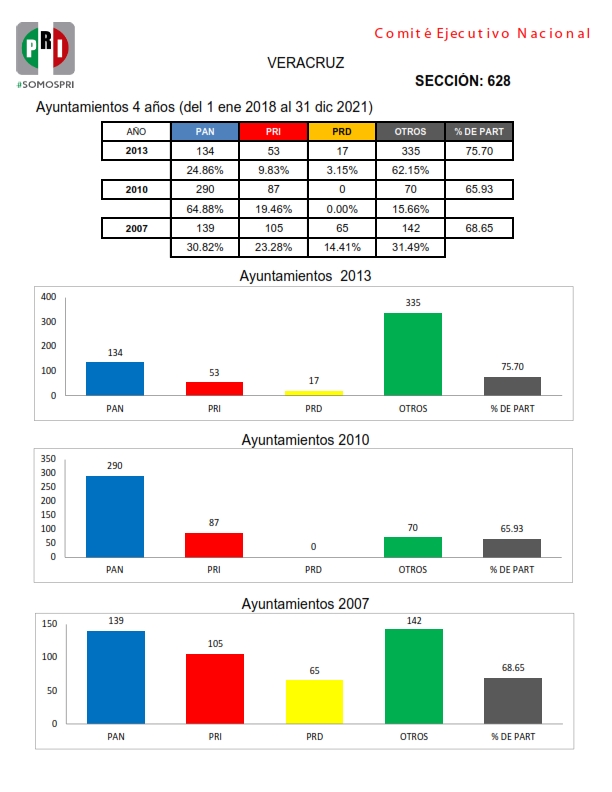 Comité Ejecutivo Nacional
PRI
#SOMOSPRI
VERACRUZ
SECCIÓN: 628
Ayuntamientos 4 años (del 1 ene 2018 al 31 dic 2021)
AÑO PAN PRI PRD OTROS % DE PART
2013 134 53 17 335 75.70
24.86% 9.83% 3.15% 62.15%
2010 290 87 0 70 65.93
64.88% 19.46% 0.00% 15.66%
2007 139 105 65 142 68.65
30.82% 23.28% 14.41% 31.49%
Ayuntamientos 2013
400
300
200
100
0
134 53 17 335 75.70
PAN PRI PRD OTROS % DE PART
Ayuntamientos 2010
350
300
250
200
150
100
50
0
290 87 0 70 65.93
PAN PRI PRD OTROS % DE PART
Ayuntamientos 2007
150
100
50
0
139 105 65 142 68.65
PAN PRI PRD OTROS % DE PART